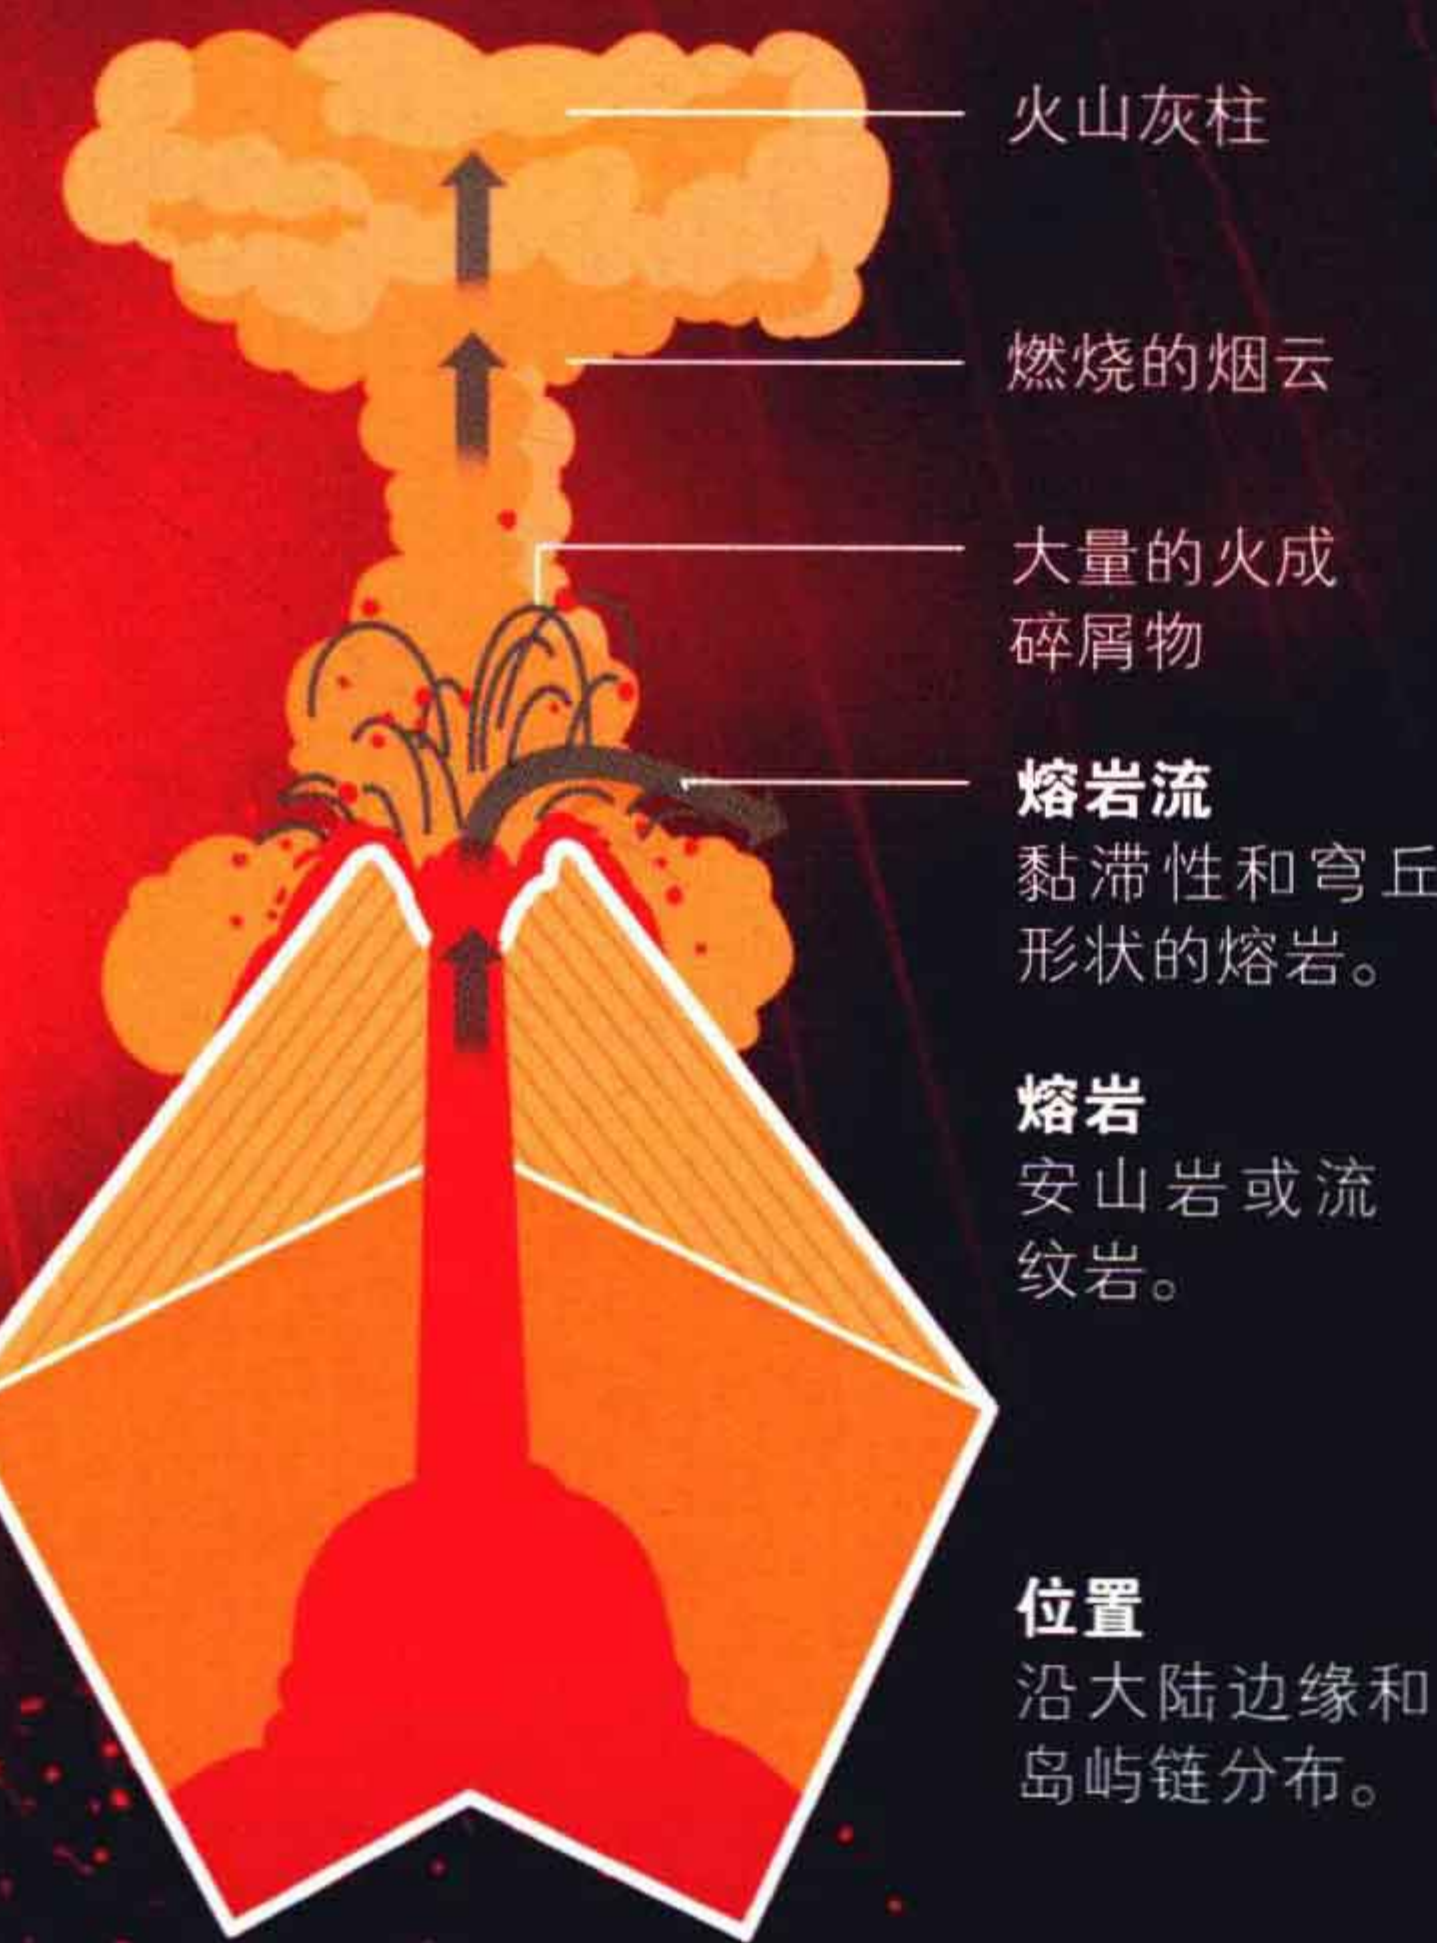 火山灰柱
燃烧的烟云
大量的火成
碎屑物
熔岩流
黏滞性和穹丘
形状的熔岩。
熔岩
安山岩或流
纹岩。
位置
沿大陆边缘和
岛屿链分布。